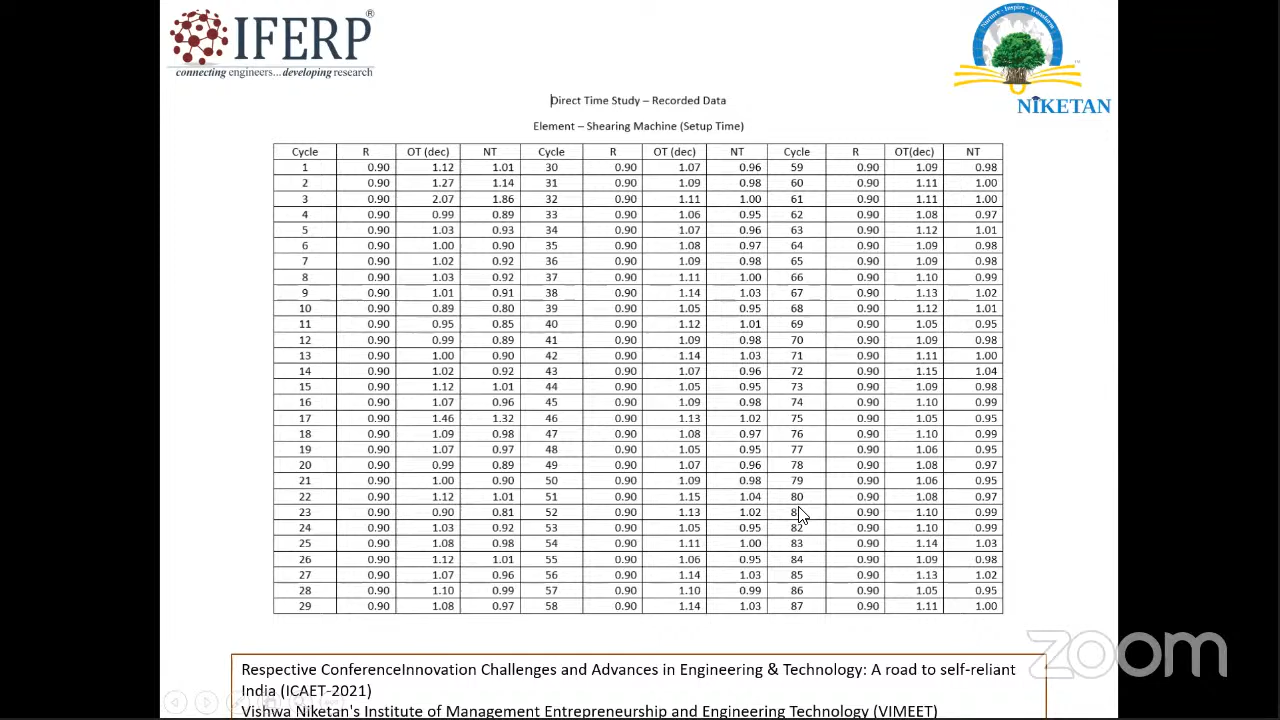 IFERP®
connecting engineers...developing research
Nurture - Inspire - Transform
NIKETAN
Direct Time Study – Recorded Data
Element – Shearing Machine (Setup Time)
Cycle R OT (dec) NT Cycle R OT (dec) NT Cycle R OT(dec) NT
1 0.90 1.12 1.01 30 0.90 1.07 0.96 59 0.90 1.09 0.98
2 0.90 1.27 1.14 31 0.90 1.09 0.98 60 0.90 1.11 1.00
3 0.90 2.07 1.86 32 0.90 1.11 1.00 61 0.90 1.11 1.00
4 0.90 0.99 0.89 33 0.90 1.06 0.95 62 0.90 1.08 0.97
5 0.90 1.03 0.93 34 0.90 1.07 0.96 63 0.90 1.12 1.01
6 0.90 1.00 0.90 35 0.90 1.08 0.97 64 0.90 1.09 0.98
7 0.90 1.02 0.92 36 0.90 1.09 0.98 65 0.90 1.09 0.98
8 0.90 1.03 0.92 37 0.90 1.11 1.00 66 0.90 1.10 0.99
9 0.90 1.01 0.91 38 0.90 1.14 1.03 67 0.90 1.13 1.02
10 0.90 0.89 0.80 39 0.90 1.05 0.95 68 0.90 1.12 1.01
11 0.90 0.95 0.85 40 0.90 1.12 1.01 69 0.90 1.05 0.95
12 0.90 0.99 0.89 41 0.90 1.09 0.98 70 0.90 1.09 0.98
13 0.90 1.00 0.90 42 0.90 1.14 1.03 71 0.90 1.11 1.00
14 0.90 1.02 0.92 43 0.90 1.07 0.96 72 0.90 1.15 1.04
15 0.90 1.12 1.01 44 0.90 1.05 0.95 73 0.90 1.09 0.98
16 0.90 1.07 0.96 45 0.90 1.09 0.98 74 0.90 1.10 0.99
17 0.90 1.46 1.32 46 0.90 1.13 1.02 75 0.90 1.05 0.95
18 0.90 1.09 0.98 47 0.90 1.08 0.97 76 0.90 1.10 0.99
19 0.90 1.07 0.97 48 0.90 1.05 0.95 77 0.90 1.06 0.95
20 0.90 0.99 0.89 49 0.90 1.07 0.96 78 0.90 1.08 0.97
21 0.90 1.00 0.90 50 0.90 1.09 0.98 79 0.90 1.06 0.95
22 0.90 1.12 1.01 51 0.90 1.15 1.04 80 0.90 1.08 0.97
23 0.90 0.90 0.81 52 0.90 1.13 1.02 0.90 1.10 0.99
24 0.90 1.03 0.92 53 0.90 1.05 0.95 82 0.90 1.10 0.99
25 0.90 1.08 0.98 54 0.90 1.11 1.00 83 0.90 1.14 1.03
26 0.90 1.12 1.01 55 0.90 1.06 0.95 84 0.90 1.09 0.98
27 0.90 1.07 0.96 56 0.90 1.14 1.03 85 0.90 1.13 1.02
28 0.90 1.10 0.99 57 0.90 1.10 0.99 86 0.90 1.05 0.95
29 0.90 1.08 0.97 58 0.90 1.14 1.03 87 0.90 1.11 1.00
zoom
Respective ConferenceInnovation Challenges and Advances in Engineering & Technology: A road to self-reliant
India (ICAET-2021)
Vishwa Niketan's Institute of Management Entrepreneurship and Engineering Technology (VIMEET)